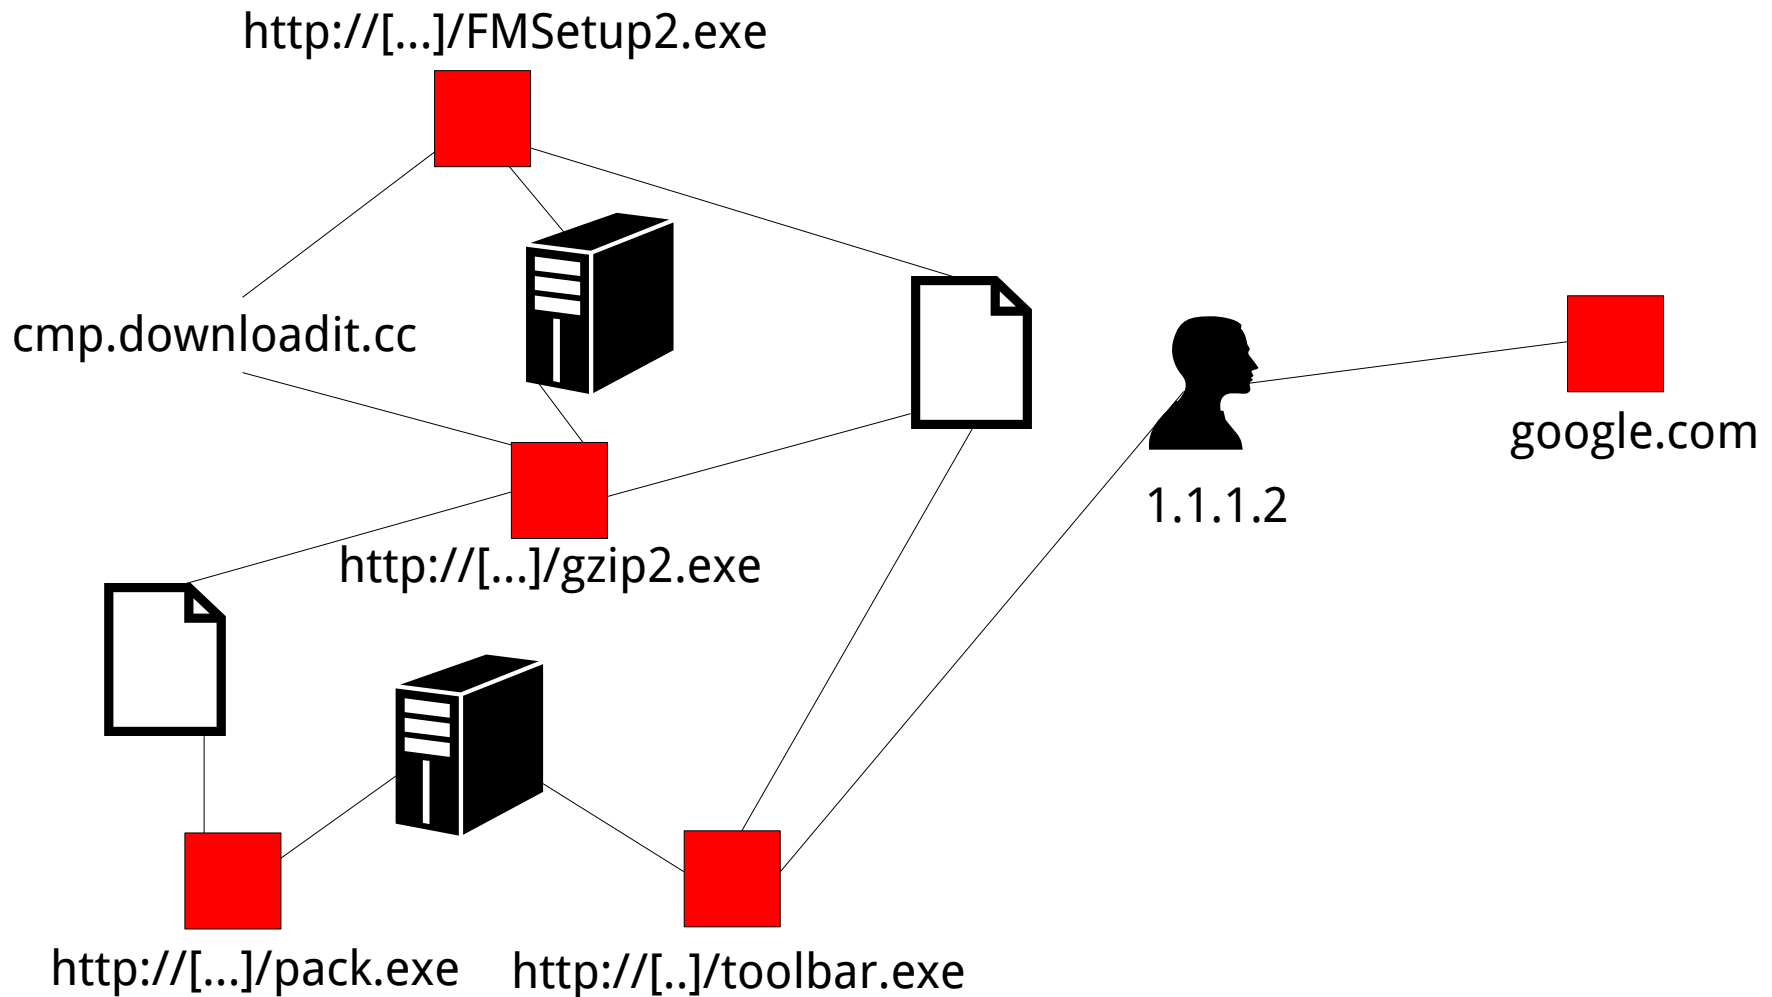 http://[...]/FMSetup2.exe
cmp.downloadit.cc
google.com
1.1.1.2
http://[...]/gzip2.exe
http://[...]/pack.exe
http://[..]/toolbar.exe